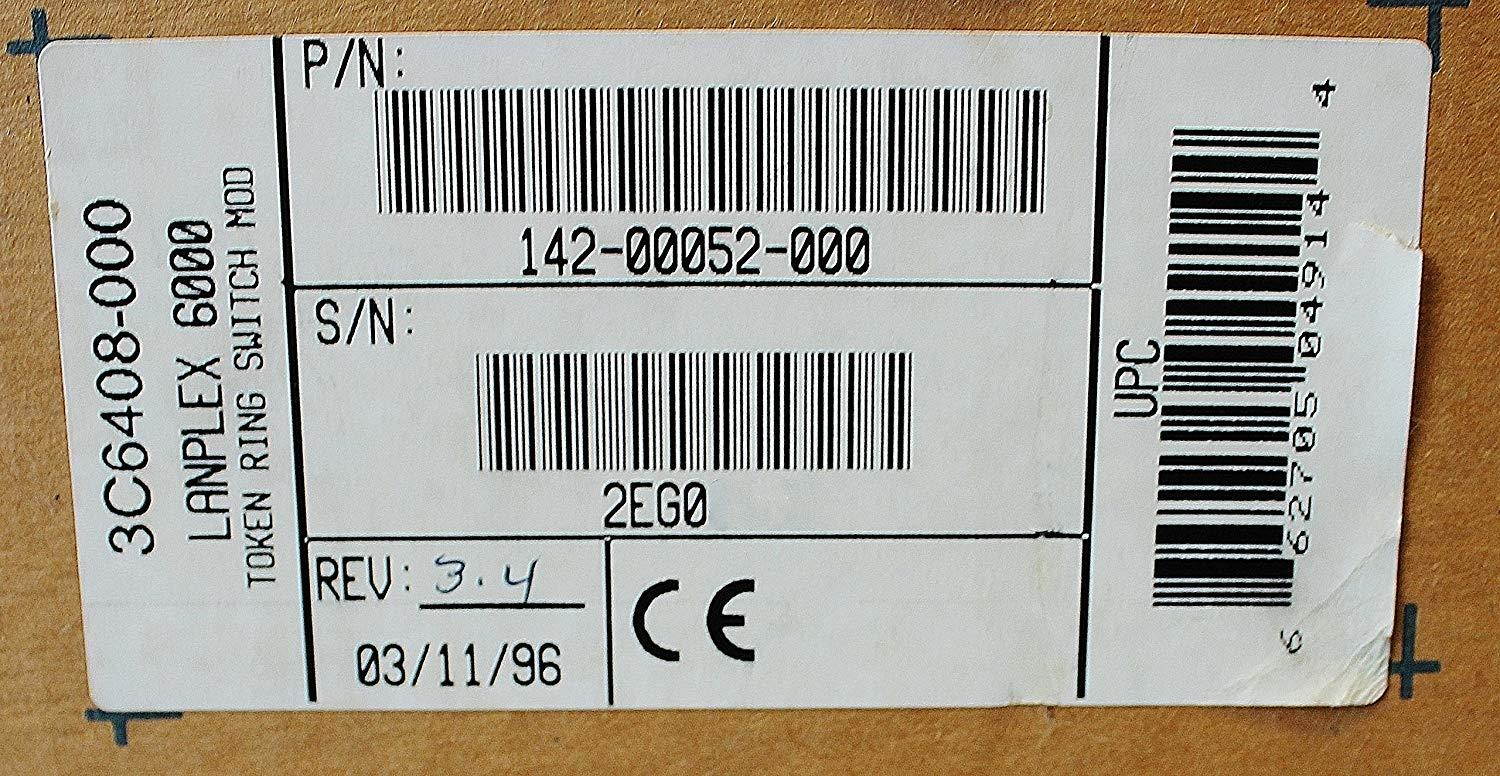 3C6408-000
LANPLEX 6000
TOKEN RING SWITCH MOD
P/N:
142-00052-000
S/N:
2EG0
REV: 3.4
03/11/96
CE
UPC
6 62705 04914 4